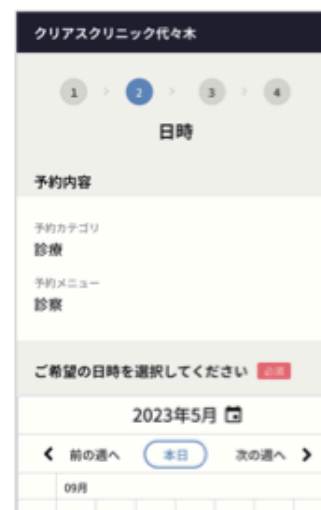 クリアスクリニック代々木
1 2 3 4
日時
予約内容
予約カテゴリ
診療
予約メニュー
診察
ご希望の日時を選択してください 必須
2023年5月
前の週へ 本日 次の週へ
09月